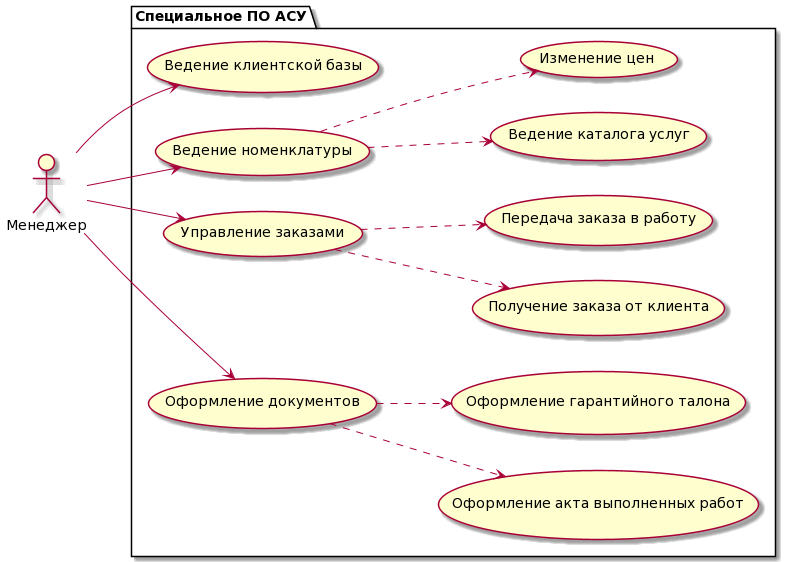 Специальное ПО АСУ
Ведение клиентской базы
Изменение цен
Ведение номенклатуры
Ведение каталога услуг
Менеджер
Управление заказами
Передача заказа в работу
Получение заказа от клиента
Оформление документов
Оформление гарантийного талона
Оформление акта выполненных работ